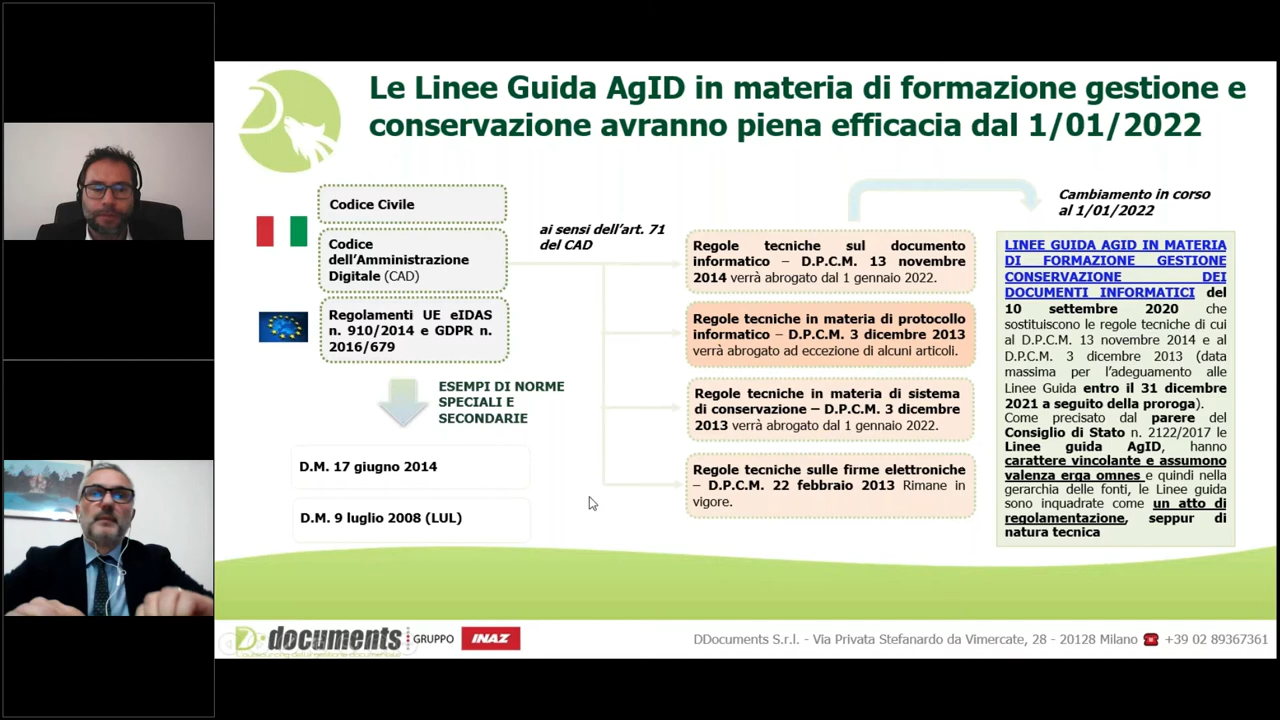 Le Linee Guida AgID in materia di formazione gestione e
conservazione avranno piena efficacia dal 1/01/2022
Codice Civile
Codice
dell'Amministrazione
Digitale (CAD)
Regolamenti UE eIDAS
n. 910/2014 e GDPR n.
2016/679
ESEMPI DI NORME
SPECIALI E
SECONDARIE
D.M. 17 giugno 2014
D.M. 9 luglio 2008 (LUL)
ai sensi dell'art. 71
del CAD
Regole tecniche sul documento
informatico – D.P.C.M. 13 novembre
2014 verrà abrogato dal 1 gennaio 2022.
Regole tecniche in materia di protocollo
informatico – D.P.C.M. 3 dicembre 2013
verrà abrogato ad eccezione di alcuni articoli.
Regole tecniche in materia di sistema
di conservazione – D.P.C.M. 3 dicembre
2013 verrà abrogato dal 1 gennaio 2022.
Regole tecniche sulle firme elettroniche
– D.P.C.M. 22 febbraio 2013 Rimane in
vigore.
Cambiamento in corso
al 1/01/2022
LINEE GUIDA AGID IN MATERIA
DI FORMAZIONE GESTIONE
CONSERVAZIONE DEI
DOCUMENTI INFORMATICI del
10 settembre 2020 che
sostituiscono le regole tecniche di cui
al D.P.C.M. 13 novembre 2014 e al
D.P.C.M. 3 dicembre 2013 (data
massima per l'adeguamento alle
Linee Guida entro il 31 dicembre
2021 a seguito della proroga).
Come precisato dal parere del
Consiglio di Stato n. 2122/2017 le
Linee guida AgID, hanno
carattere vincolante e assumono
valenza erga omnes e quindi nella
gerarchia delle fonti, le Linee guida
sono inquadrate come un atto di
regolamentazione, seppur di
natura tecnica
D documents GRUPPO INAZ
DDocuments S.r.l. - Via Privata Stefanardo da Vimercate, 28 - 20128 Milano ☎ +39 02 89367361